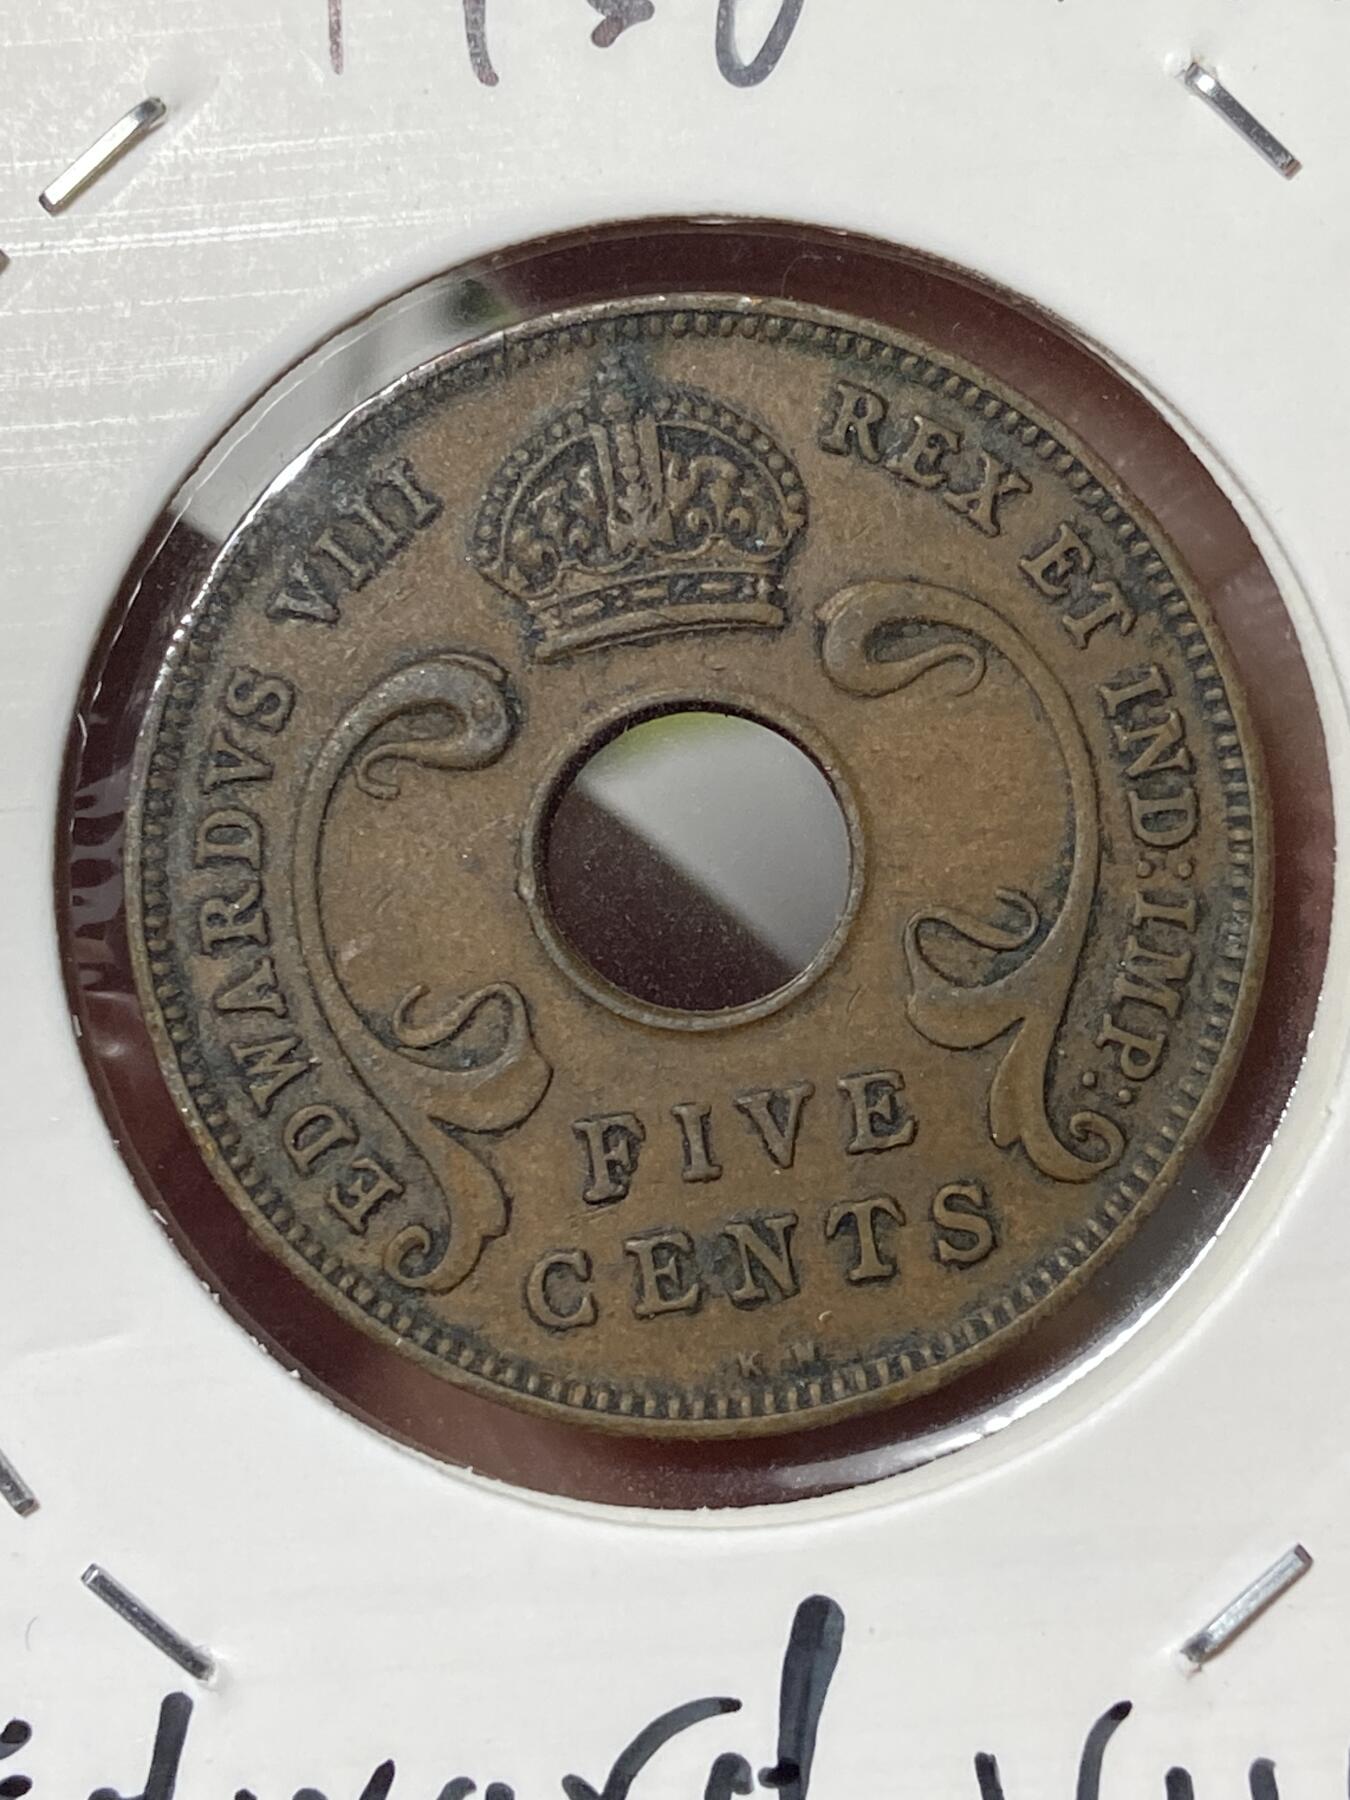 EDWARDVS VIII REX ET IND:IMP:
FIVE
CENTS
KN
Edward VIII